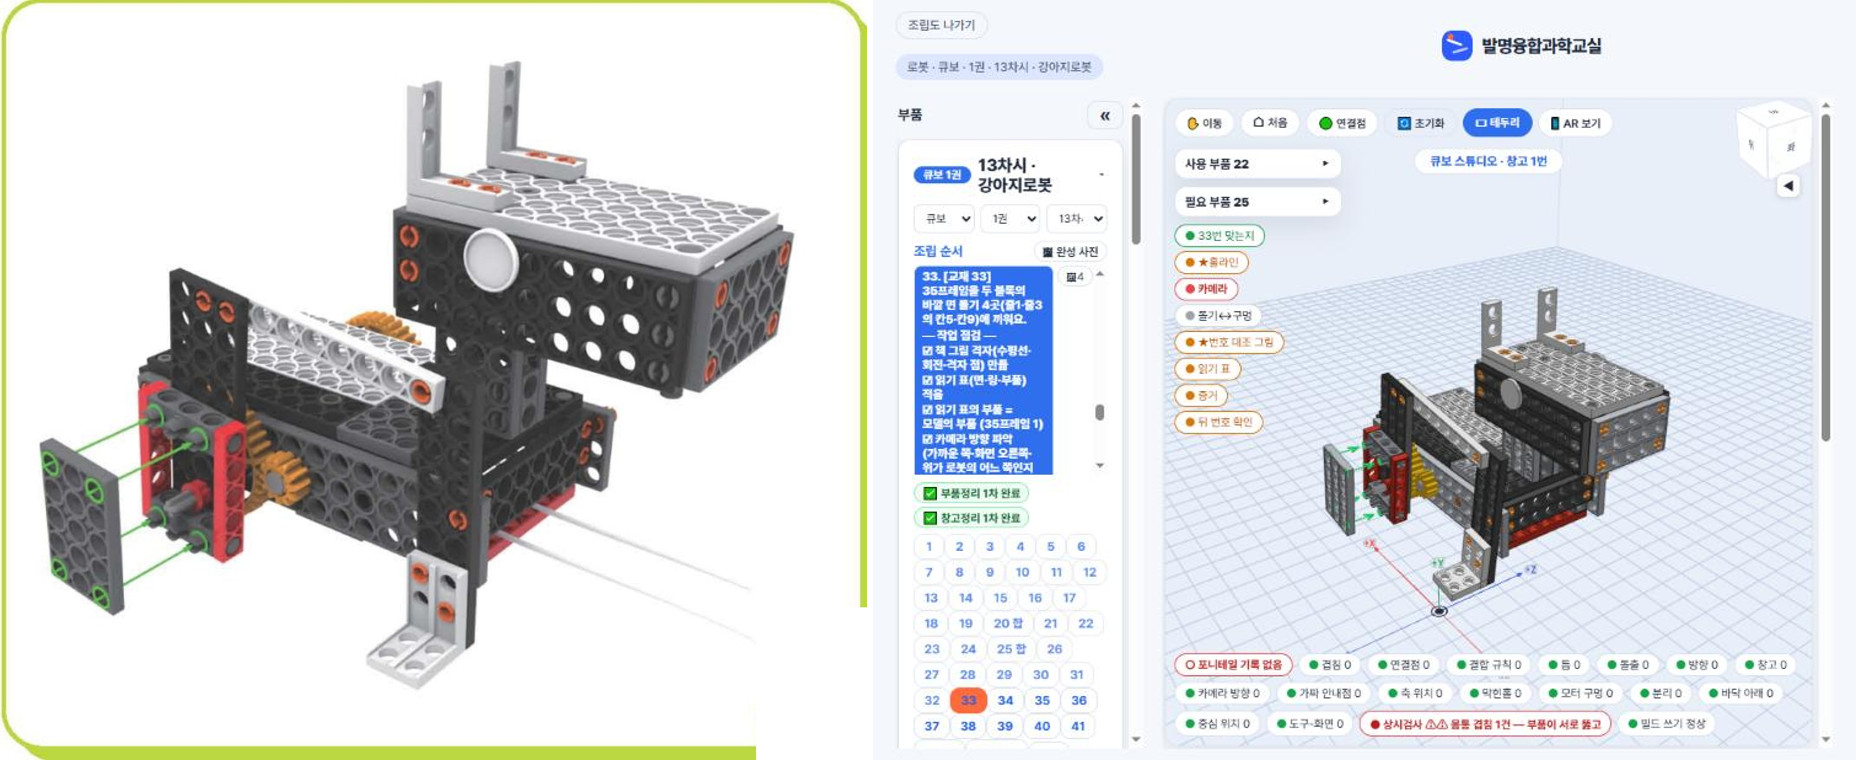 조립도 나가기
발명융합과학교실
로봇 · 큐보 · 1권 · 13차시 · 강아지로봇
부품
«
큐보 1권
13차시 ·
강아지로봇
큐보
1권
13차·
조립 순서
완성 사진
33. [교재 33]
35프레임을 두 블록의
바깥 면 돌기 4곳(줄1·줄3
의 칸5·칸9)에 끼워요.
— 작업 점검 —
☑ 책 그림 격자(수평선·
회전·격자 점) 만듦
☑ 읽기 표(면·링·부품)
적음
☑ 읽기 표의 부품 =
모델의 부품 (35프레임 1)
☑ 카메라 방향 파악
(가까운 쪽·화면 오른쪽·
위가 로봇의 어느 쪽인지
4
✅ 부품정리 1차 완료
✅ 창고정리 1차 완료
1 2 3 4 5 6
7 8 9 10 11 12
13 14 15 16 17
18 19 20 합 21 22
23 24 25 합 26
27 28 29 30 31
32 33 34 35 36
37 38 39 40 41
이동
처음
연결점
초기화
테두리
AR 보기
사용 부품 22
큐보 스튜디오 · 창고 1번
필요 부품 25
33번 맞는지
★홀라인
카메라
돌기↔구멍
★번호 대조 그림
읽기 표
증거
뒤 번호 확인
+X
+Y
+Z
포니테일 기록 없음
겹침 0
연결점 0
결합 규칙 0
틈 0
돌출 0
방향 0
창고 0
카메라 방향 0
가짜 안내점 0
축 위치 0
막힌홀 0
모터 구멍 0
분리 0
바닥 아래 0
중심 위치 0
도구·화면 0
상시검사 ⚠⚠ 몸통 겹침 1건 — 부품이 서로 뚫고
빌드 쓰기 정상